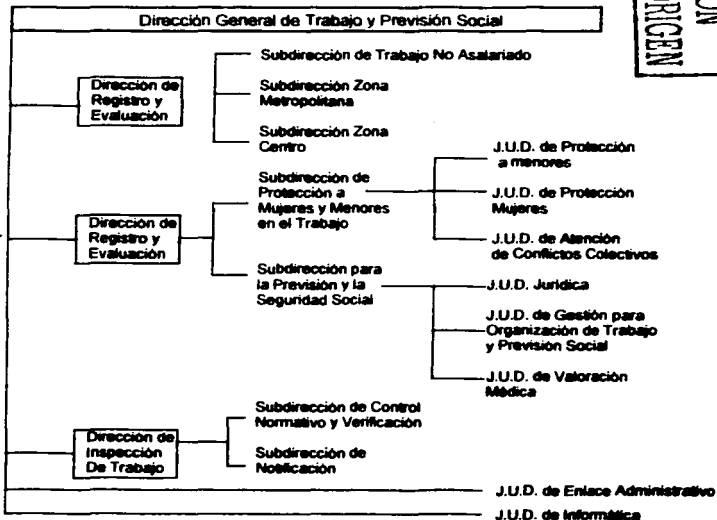 Dirección General de Trabajo y Previsión Social
ON
ORIGEN
Subdirección de Trabajo No Asalariado
Dirección de
Registro y
Evaluación
Subdirección Zona
Metropolitana
Subdirección Zona
Centro
Subdirección de
Protección a
Mujeres y Menores
en el Trabajo
J.U.D. de Protección
a menores
J.U.D. de Protección
Mujeres
J.U.D. de Atención
de Conflictos Colectivos
Dirección de
Registro y
Evaluación
Subdirección para
la Previsión y la
Seguridad Social
J.U.D. Jurídica
J.U.D. de Gestión para
Organización de Trabajo
y Previsión Social
J.U.D. de Valoración
Médica
Dirección de
Inspección
De Trabajo
Subdirección de Control
Normativo y Verificación
Subdirección de
Notificación
J.U.D. de Enlace Administrativo
J.U.D. de Informática